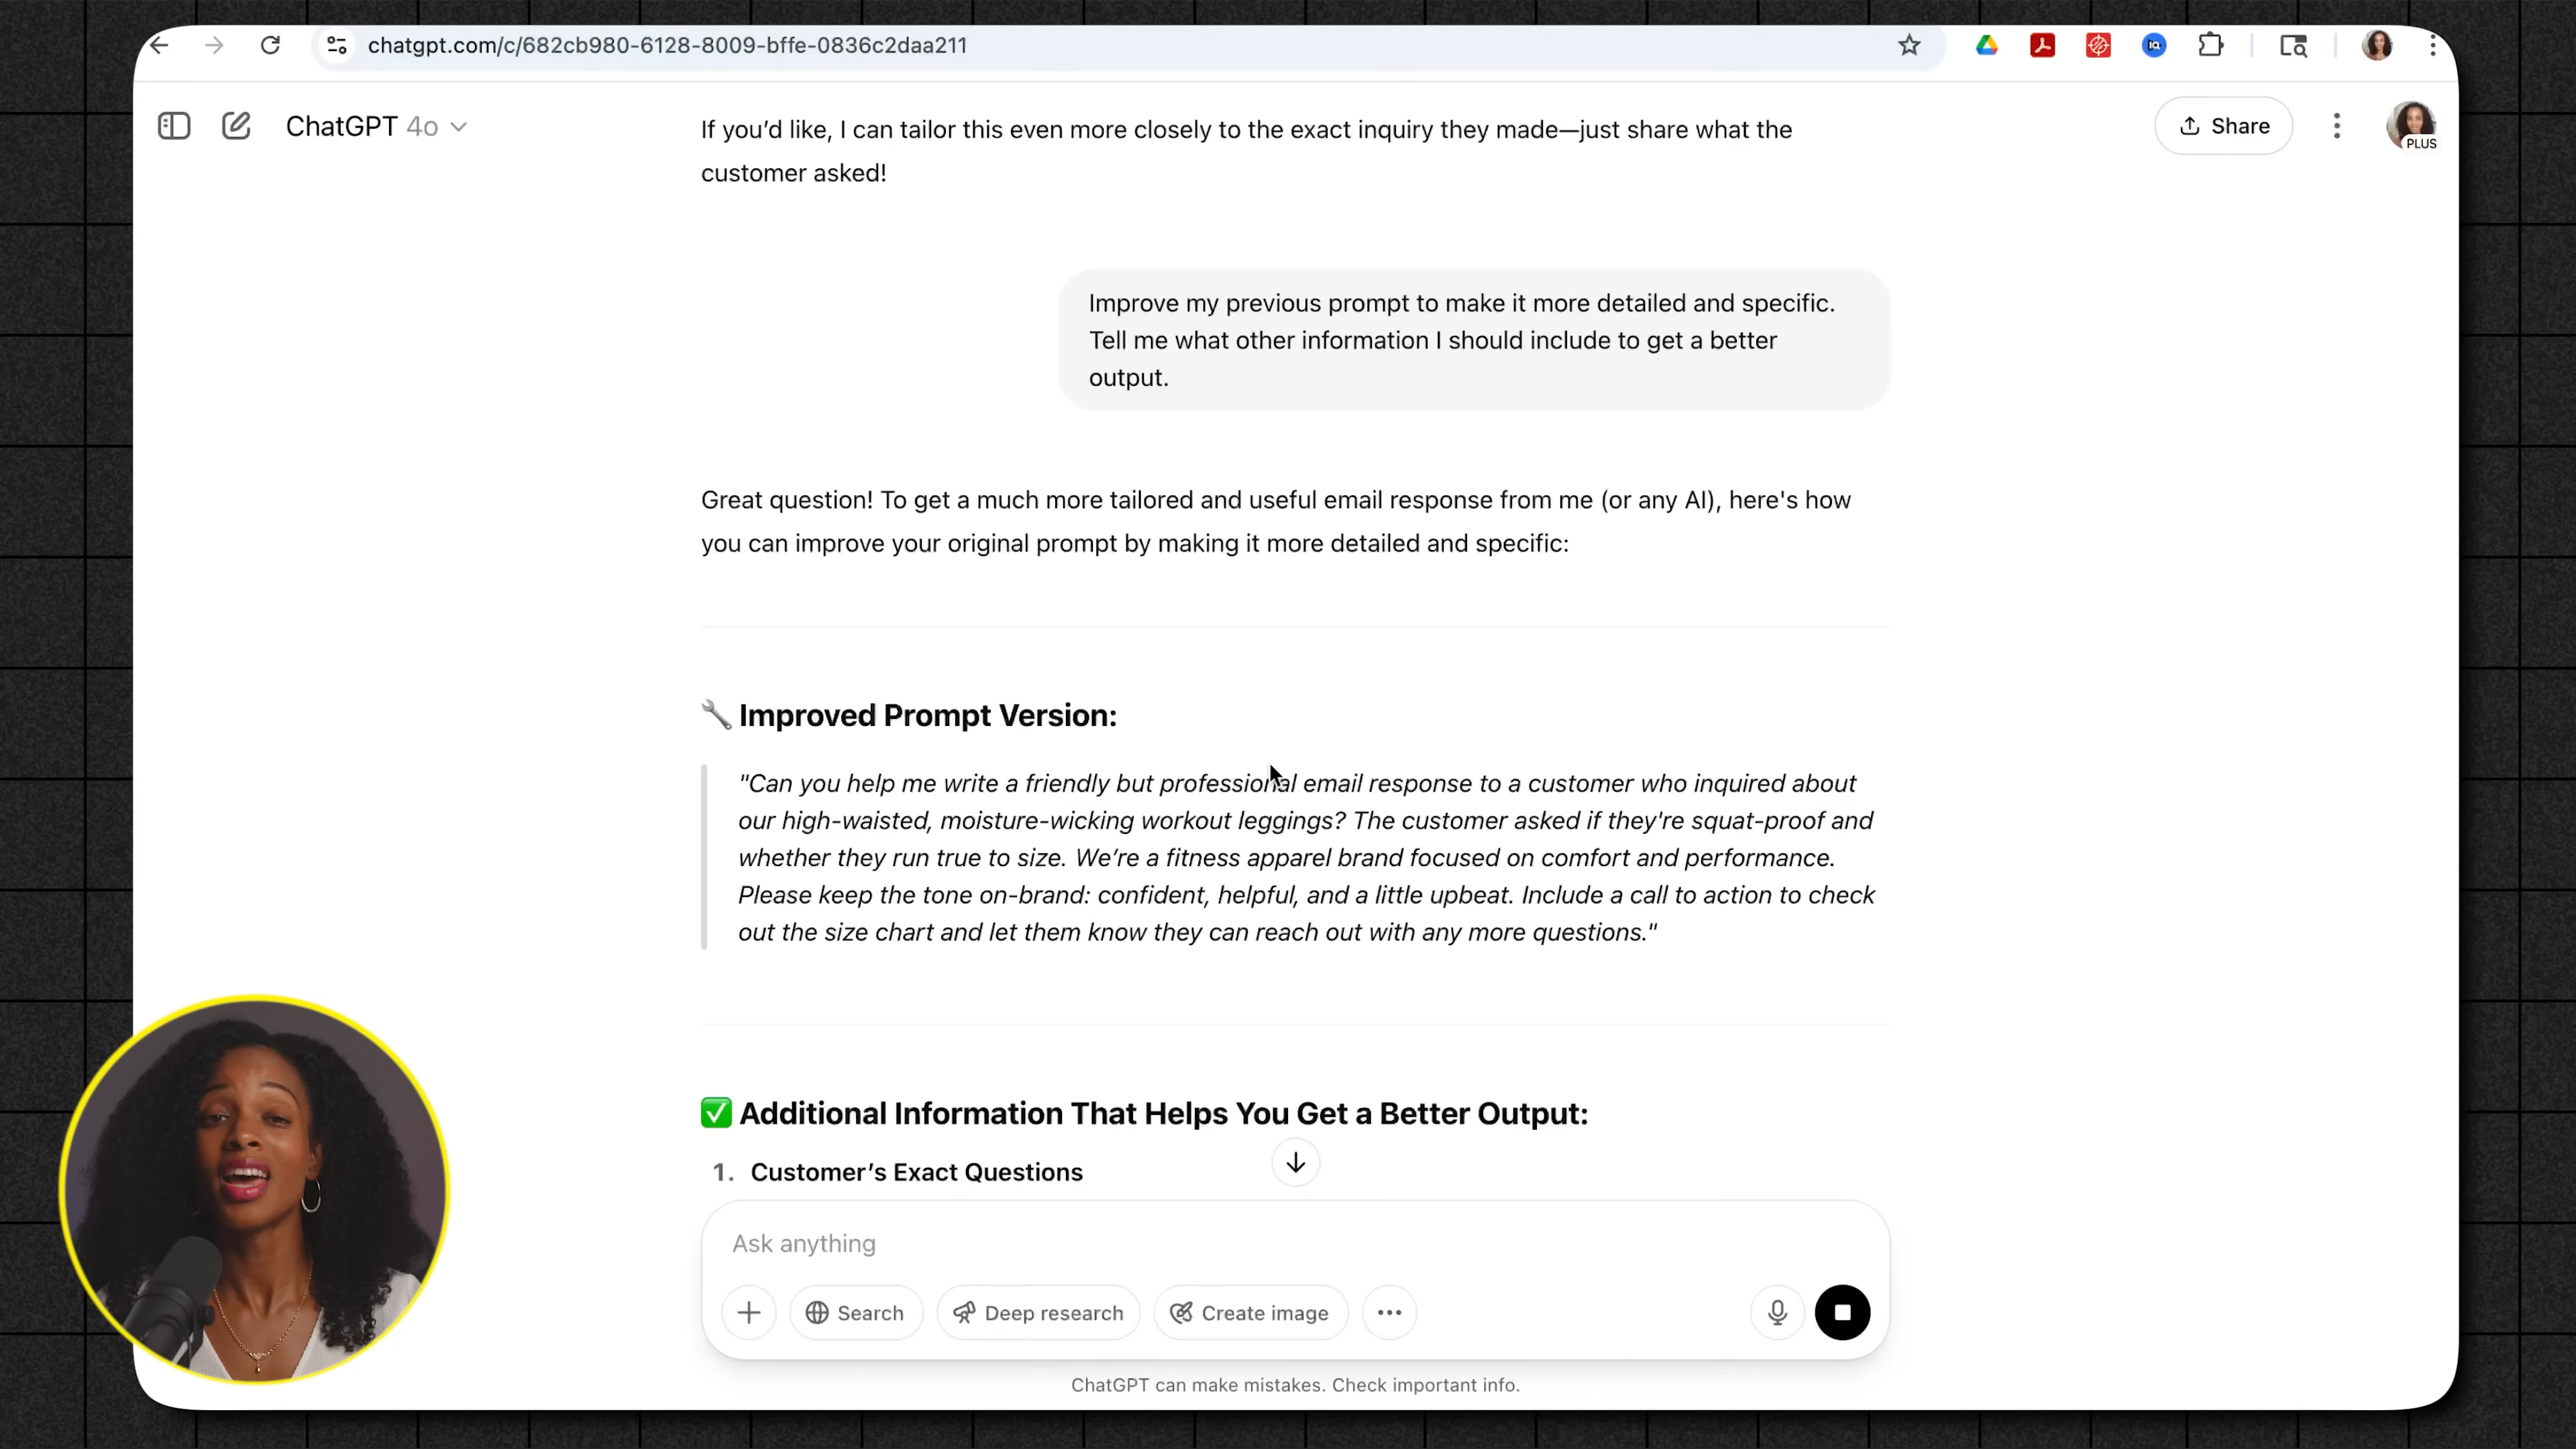 chatgpt.com/c/682cb980-6128-8009-bffe-0836c2daa211
ChatGPT 4o
Share
PLUS
If you’d like, I can tailor this even more closely to the exact inquiry they made—just share what the
customer asked!
Improve my previous prompt to make it more detailed and specific.
Tell me what other information I should include to get a better
output.
Great question! To get a much more tailored and useful email response from me (or any AI), here's how
you can improve your original prompt by making it more detailed and specific:
🔧 Improved Prompt Version:
"Can you help me write a friendly but professional email response to a customer who inquired about
our high-waisted, moisture-wicking workout leggings? The customer asked if they're squat-proof and
whether they run true to size. We’re a fitness apparel brand focused on comfort and performance.
Please keep the tone on-brand: confident, helpful, and a little upbeat. Include a call to action to check
out the size chart and let them know they can reach out with any more questions."
✅ Additional Information That Helps You Get a Better Output:
1. Customer’s Exact Questions
Ask anything
Search
Deep research
Create image
ChatGPT can make mistakes. Check important info.